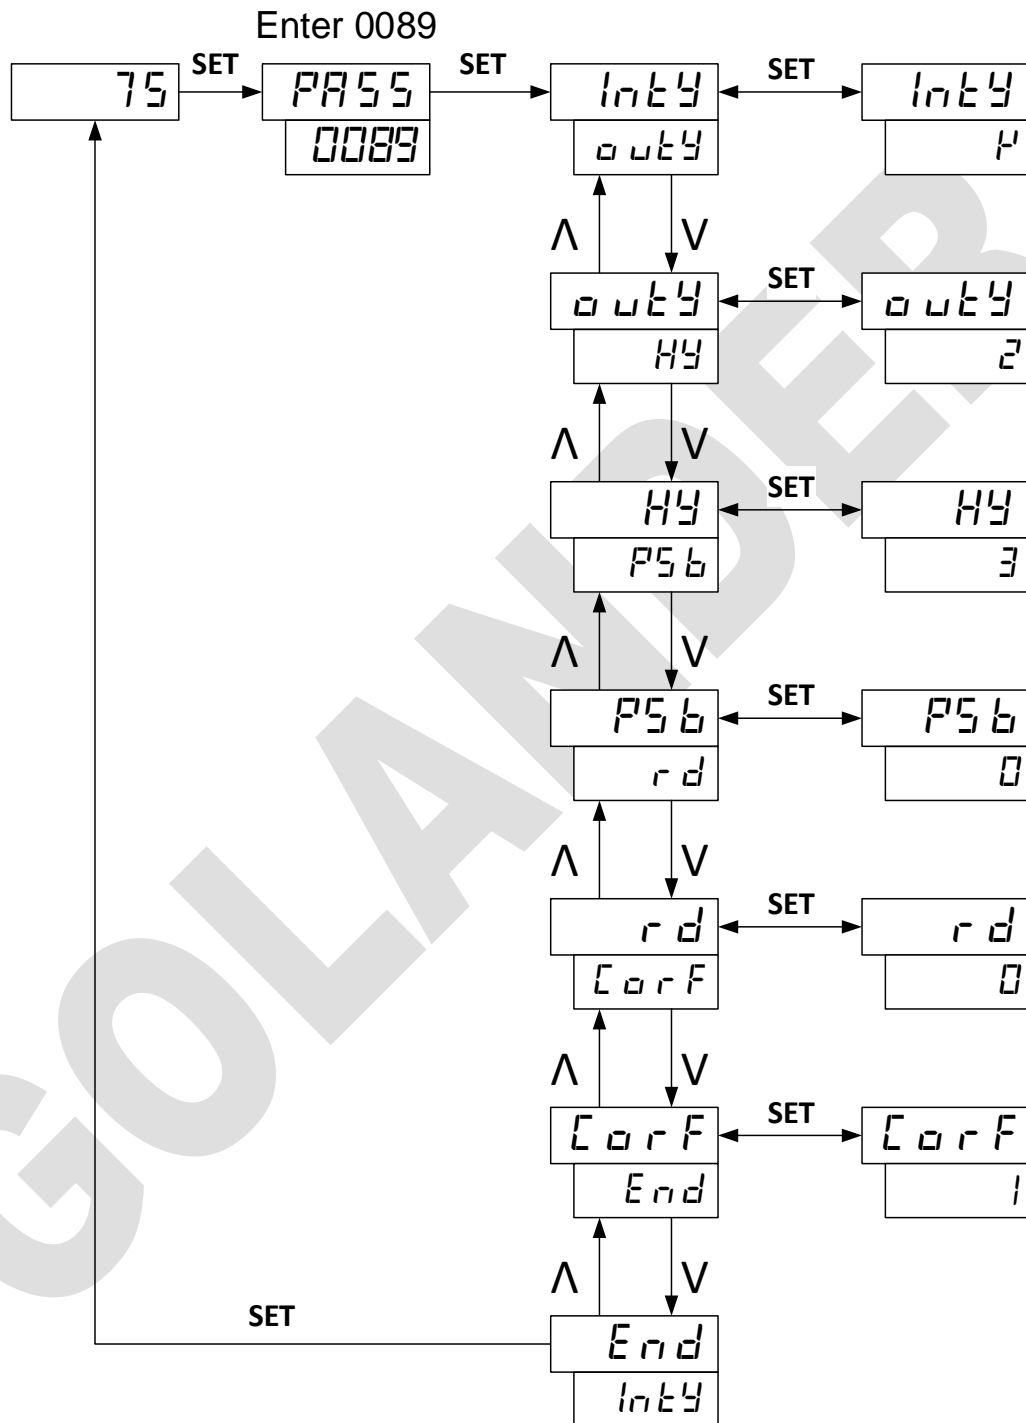 Enter 0089
75 SET PASS SET IntY SET IntY
0089 outY K
Λ V
outY SET outY
HY 2
Λ V
HY SET HY
PSb 3
Λ V
PSb SET PSb
rd 0
Λ V
rd SET rd
CorF 0
Λ V
CorF SET CorF
End 1
Λ V
SET End
IntY
GOLANDER